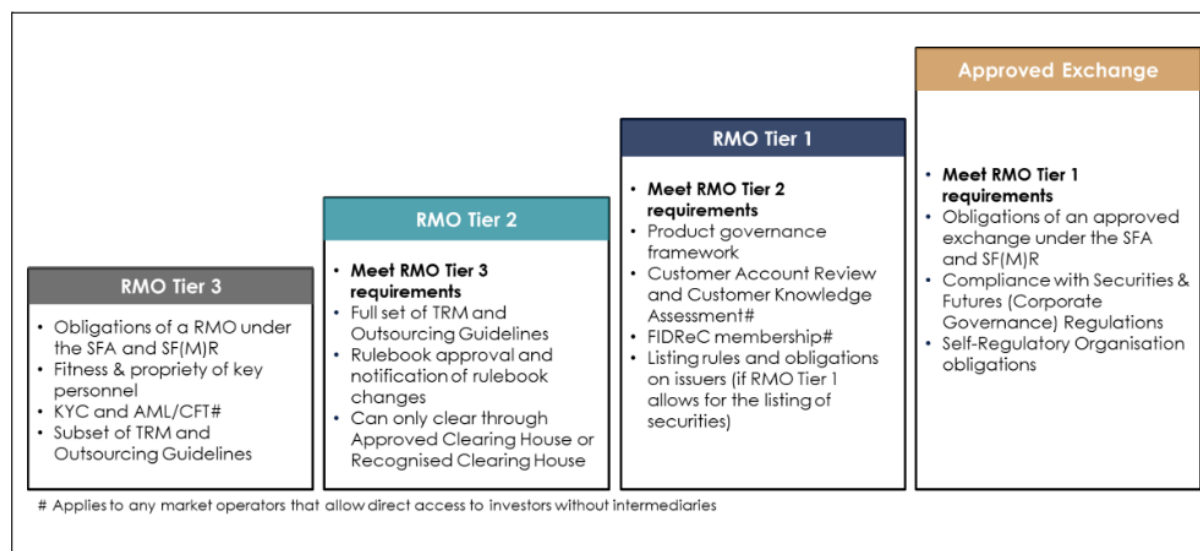 RMO Tier 3
• Obligations of a RMO under
the SFA and SF(M)R
• Fitness & propriety of key
personnel
• KYC and AML/CFT#
• Subset of TRM and
Outsourcing Guidelines
RMO Tier 2
• Meet RMO Tier 3
requirements
• Full set of TRM and
Outsourcing Guidelines
• Rulebook approval and
notification of rulebook
changes
• Can only clear through
Approved Clearing House or
Recognised Clearing House
RMO Tier 1
• Meet RMO Tier 2
requirements
• Product governance
framework
• Customer Account Review
and Customer Knowledge
Assessment#
• FIDReC membership#
• Listing rules and obligations
on issuers (if RMO Tier 1
allows for the listing of
securities)
Approved Exchange
• Meet RMO Tier 1
requirements
• Obligations of an approved
exchange under the SFA
and SF(M)R
• Compliance with Securities &
Futures (Corporate
Governance) Regulations
• Self-Regulatory Organisation
obligations
# Applies to any market operators that allow direct access to investors without intermediaries